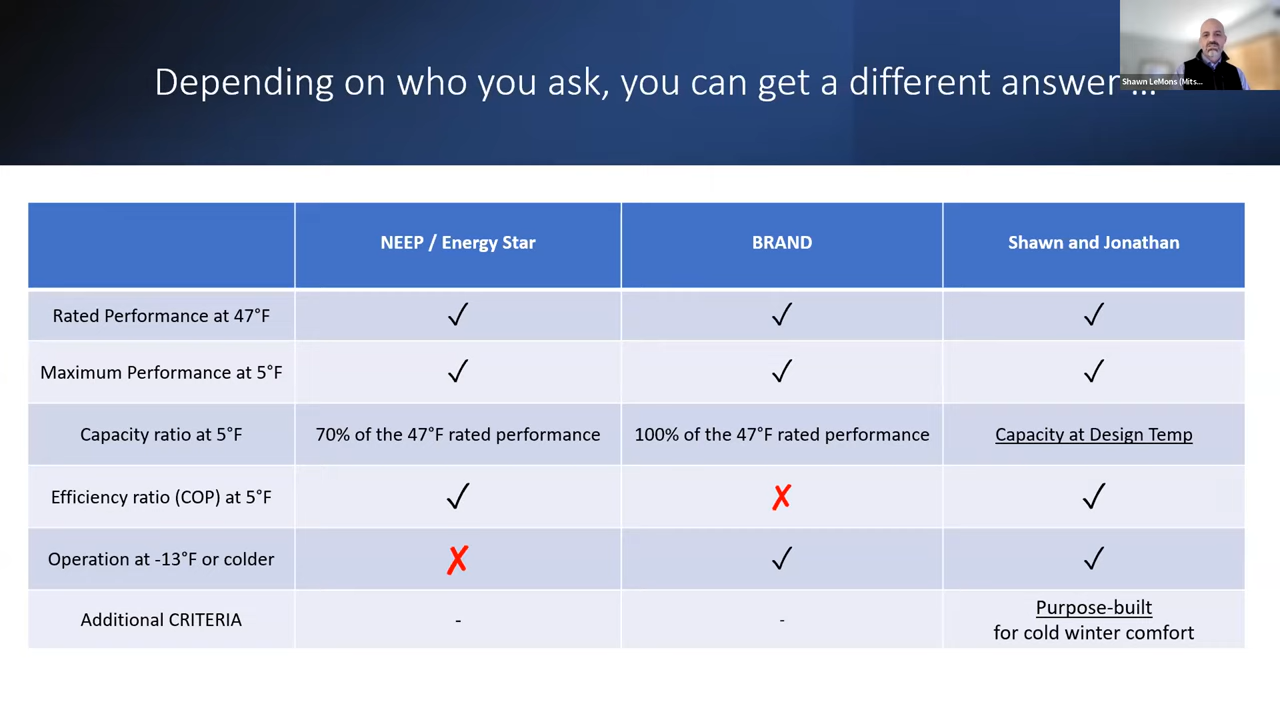 Depending on who you ask, you can get a different answer ...
Shawn LeMons (Mits...
NEEP / Energy Star
BRAND
Shawn and Jonathan
Rated Performance at 47°F
✓
✓
✓
Maximum Performance at 5°F
✓
✓
✓
Capacity ratio at 5°F
70% of the 47°F rated performance
100% of the 47°F rated performance
Capacity at Design Temp
Efficiency ratio (COP) at 5°F
✓
✗
✓
Operation at -13°F or colder
✗
✓
✓
Additional CRITERIA
-
-
Purpose-built
for cold winter comfort